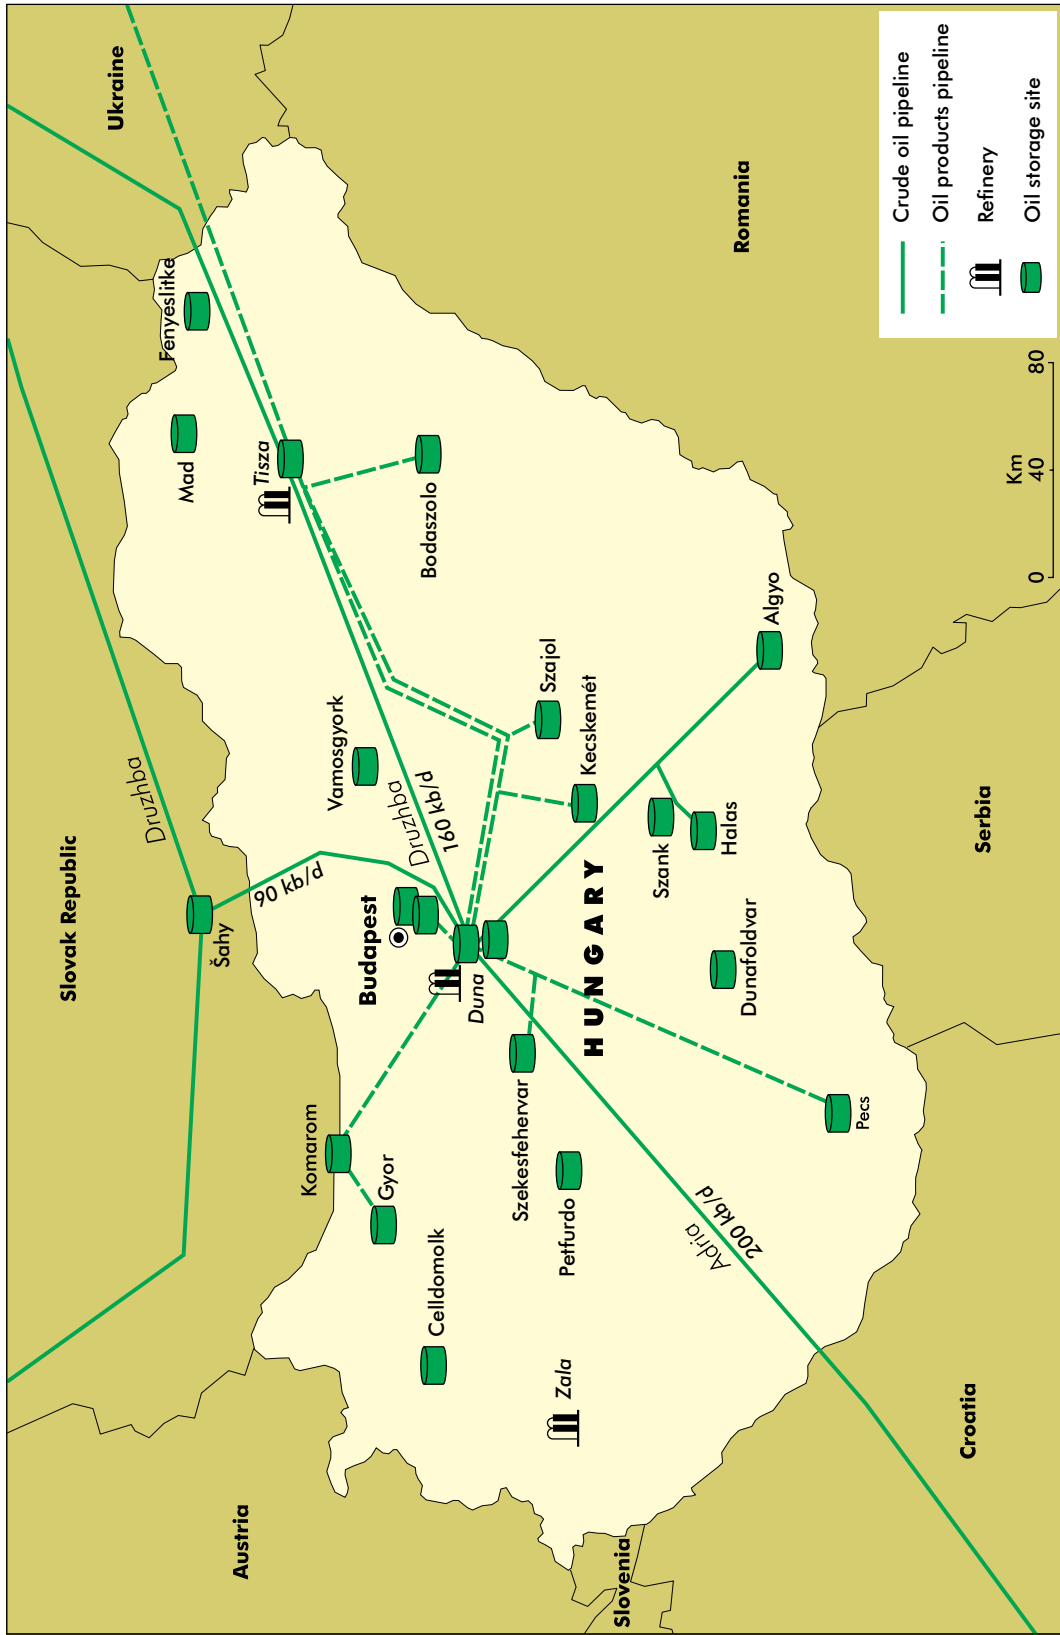 Slovak Republic
Ukraine
Druzhba
Šahy
90 kb/d
Fenyeslitke
Mad
Tisza
Bodaszolo
Vamosgyork
Druzhba
160 kb/d
Budapest
Duna
Komarom
Gyor
Celldomolk
Austria
Szajol
Kecskemét
HUNGARY
Szekesfehervar
Petfurdo
Zala
Slovenia
Szank
Halas
Algyo
Dunafoldvar
Pecs
Adria
200 kb/d
Romania
Serbia
Croatia
Crude oil pipeline
Oil products pipeline
Refinery
Oil storage site
Km
0 40 80